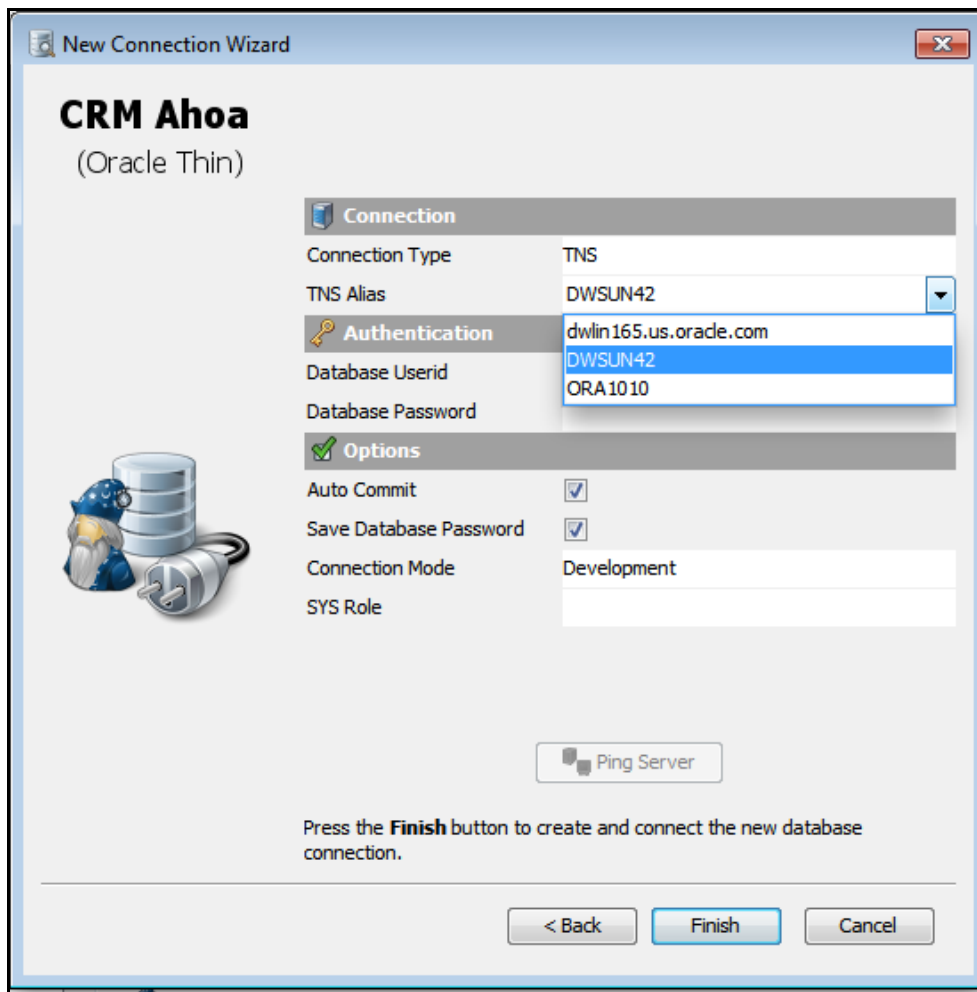 New Connection Wizard
CRM Ahoa
(Oracle Thin)
Connection
Connection Type TNS
TNS Alias DWSUN42
Authentication dwlin165.us.oracle.com
DWSUN42
Database Userid
ORA1010
Database Password
Options
Auto Commit
Save Database Password
Connection Mode Development
SYS Role
Ping Server
Press the Finish button to create and connect the new database
connection.
< Back Finish Cancel